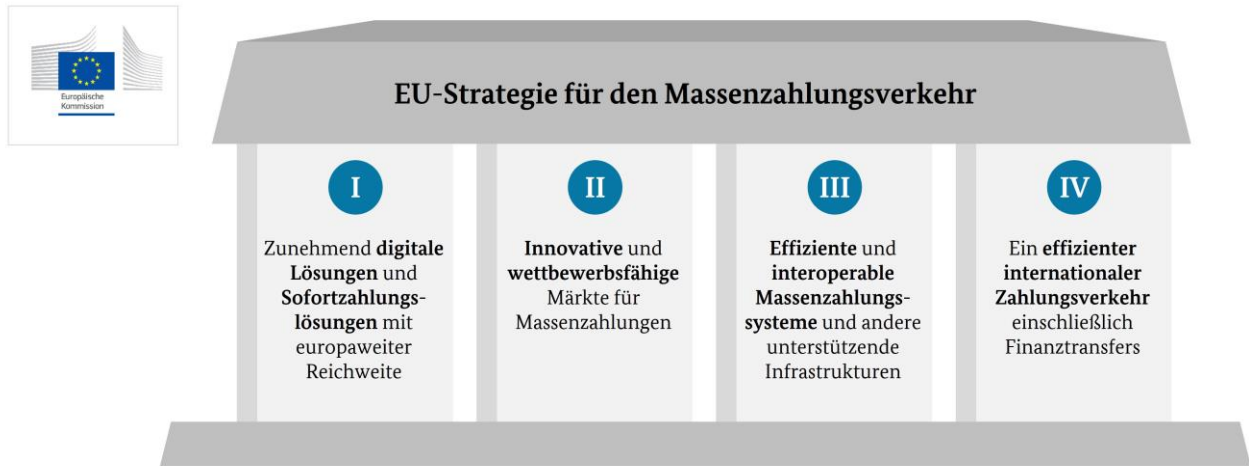 Europäische
Kommission
EU-Strategie für den Massenzahlungsverkehr
I
Zunehmend digitale
Lösungen und
Sofortzahlungs-
lösungen mit
europaweiter
Reichweite
II
Innovative und
wettbewerbsfähige
Märkte für
Massenzahlungen
III
Effiziente und
interoperable
Massenzahlungs-
systeme und andere
unterstützende
Infrastrukturen
IV
Ein effizienter
internationaler
Zahlungsverkehr
einschließlich
Finanztransfers